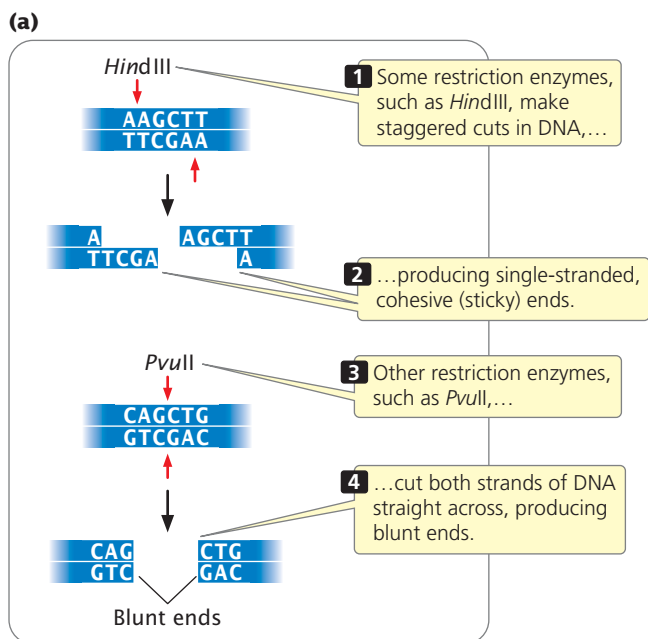 (a)
HindIII
AAGCTT
TTCGAA
1 Some restriction enzymes,
such as HindIII, make
staggered cuts in DNA,…
A
TTCGA
AGCTT
A
2 …producing single-stranded,
cohesive (sticky) ends.
PvuII
CAGCTG
GTCGAC
3 Other restriction enzymes,
such as PvuII,…
4 …cut both strands of DNA
straight across, producing
blunt ends.
CAG
GTC
CTG
GAC
Blunt ends